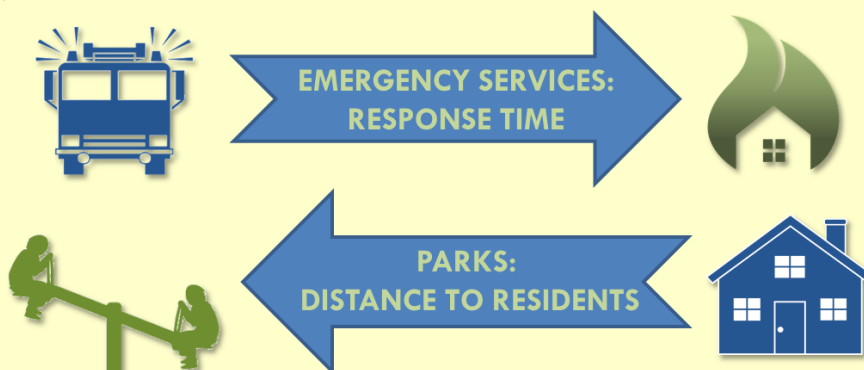 EMERGENCY SERVICES:
RESPONSE TIME
PARKS:
DISTANCE TO RESIDENTS